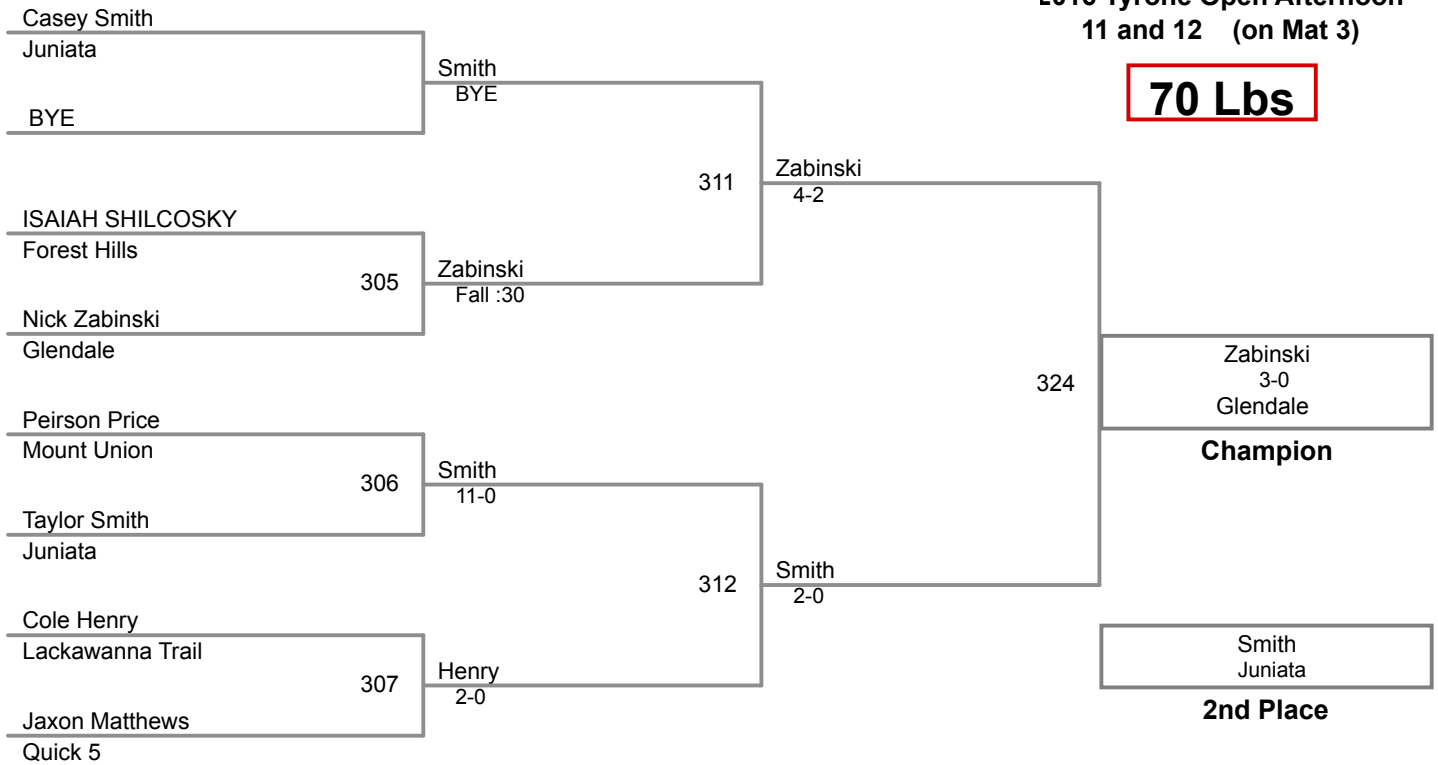 Tyrone Open Afternoon
11 and 12 (on Mat 3)
70 Lbs
Casey Smith
Juniata
BYE
Smith
BYE
ISAIAH SHILCOSKY
Forest Hills
305
Nick Zabinski
Glendale
Zabinski
Fall :30
311
Zabinski
4-2
Peirson Price
Mount Union
306
Taylor Smith
Juniata
Smith
11-0
Cole Henry
Lackawanna Trail
307
Jaxon Matthews
Quick 5
Henry
2-0
312
Smith
2-0
324
Zabinski
3-0
Glendale
Champion
Smith
Juniata
2nd Place